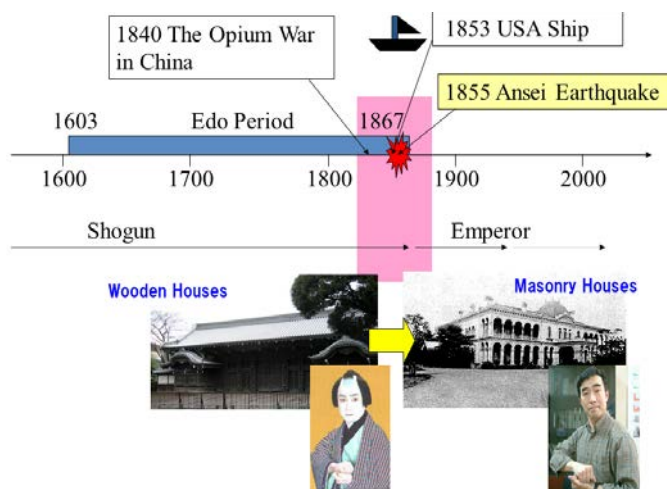 1840 The Opium War
in China
1853 USA Ship
1855 Ansei Earthquake
1603
Edo Period
1867
1600
1700
1800
1900
2000
Shogun
Emperor
Wooden Houses
Masonry Houses